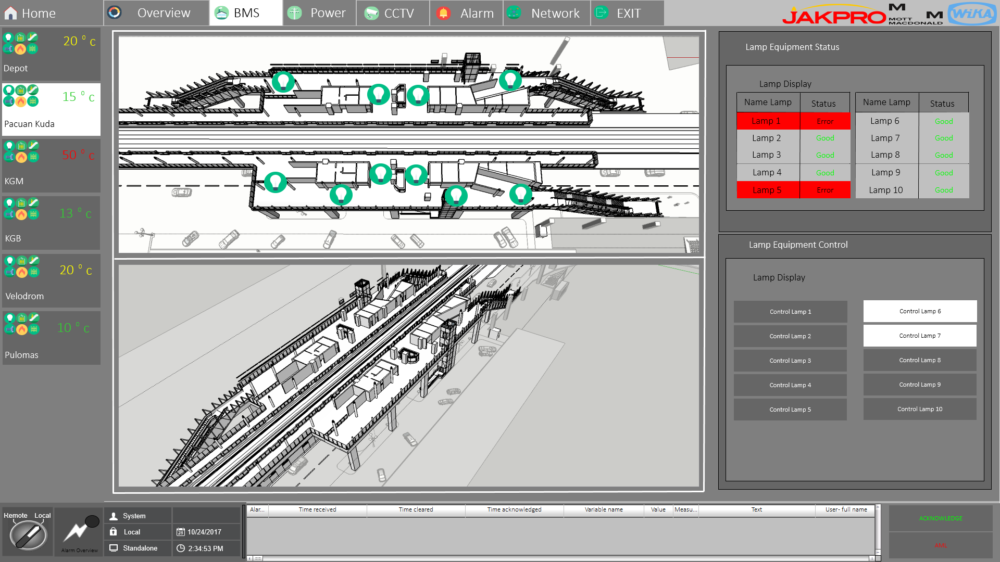 Home
Overview
BMS
Power
CCTV
Alarm
Network
EXIT
JAKPRO
M
MOTT
MACDONALD
M
WIKA
20 ° c
Depot
15 ° c
Pacuan Kuda
50 ° c
KGM
13 ° c
KGB
20 ° c
Velodrom
10 ° c
Pulomas
Lamp Equipment Status
Lamp Display
Name Lamp Status Name Lamp Status
Lamp 1 Error Lamp 6 Good
Lamp 2 Good Lamp 7 Good
Lamp 3 Good Lamp 8 Good
Lamp 4 Good Lamp 9 Good
Lamp 5 Error Lamp 10 Good
Lamp Equipment Control
Lamp Display
Control Lamp 1 Control Lamp 6
Control Lamp 2 Control Lamp 7
Control Lamp 3 Control Lamp 8
Control Lamp 4 Control Lamp 9
Control Lamp 5 Control Lamp 10
Remote Local
Alarm Overview
System
Local 28 10/24/2017
Standalone 2:34:53 PM
Alar... Time received Time cleared Time acknowledged Variable name Value Measu... Text User- full name
ACKNOWLEDGE
AML